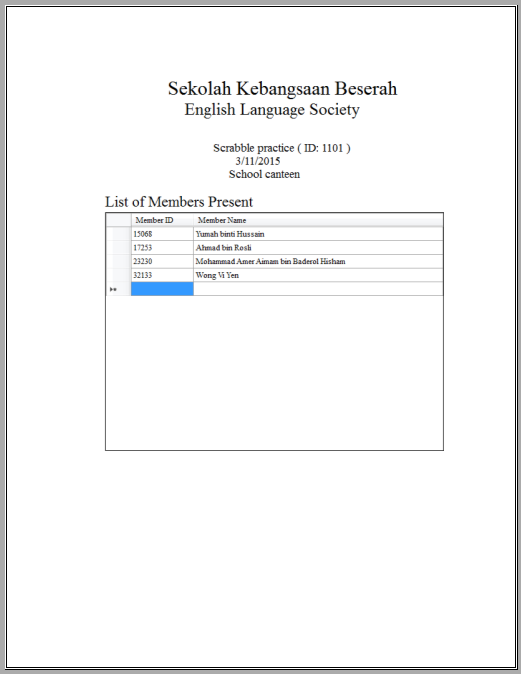 Sekolah Kebangsaan Beserah
English Language Society
Scrabble practice ( ID: 1101 )
3/11/2015
School canteen
List of Members Present
Member ID Member Name
15068 Yumah binti Hussain
17253 Ahmad bin Rosli
23230 Mohammad Amer Aimam bin Baderol Hisham
32133 Wong Vi Yen